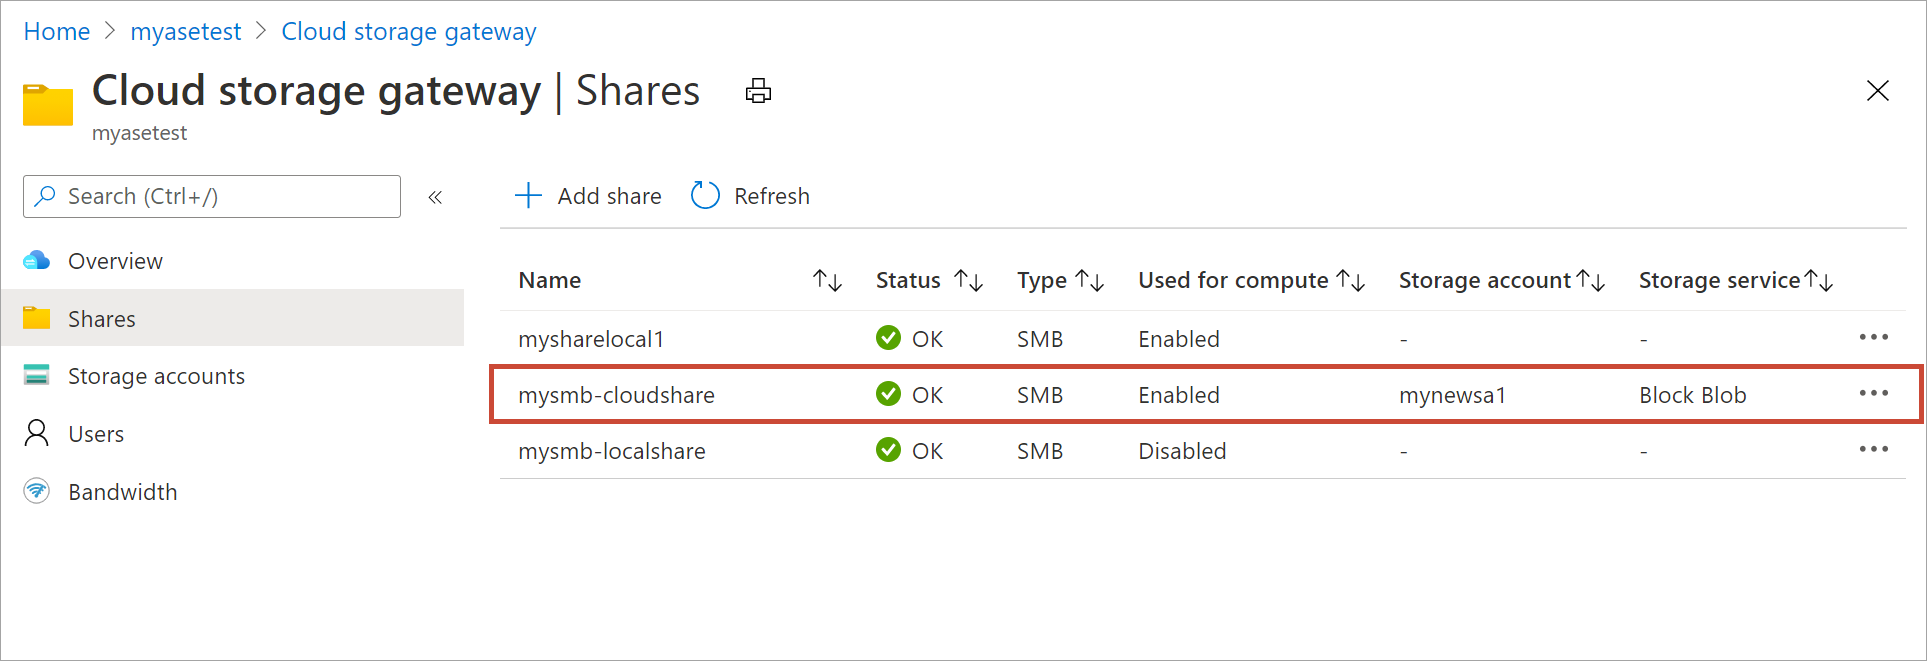 Home > myasetest > Cloud storage gateway
Cloud storage gateway | Shares
myasetest
Search (Ctrl+/)
«
Add share Refresh
Overview
Shares
Storage accounts
Users
Bandwidth
Name Status Type Used for compute Storage account Storage service
mysharelocal1 OK SMB Enabled - - •••
mysmb-cloudshare OK SMB Enabled mynewsa1 Block Blob •••
mysmb-localshare OK SMB Disabled - - •••